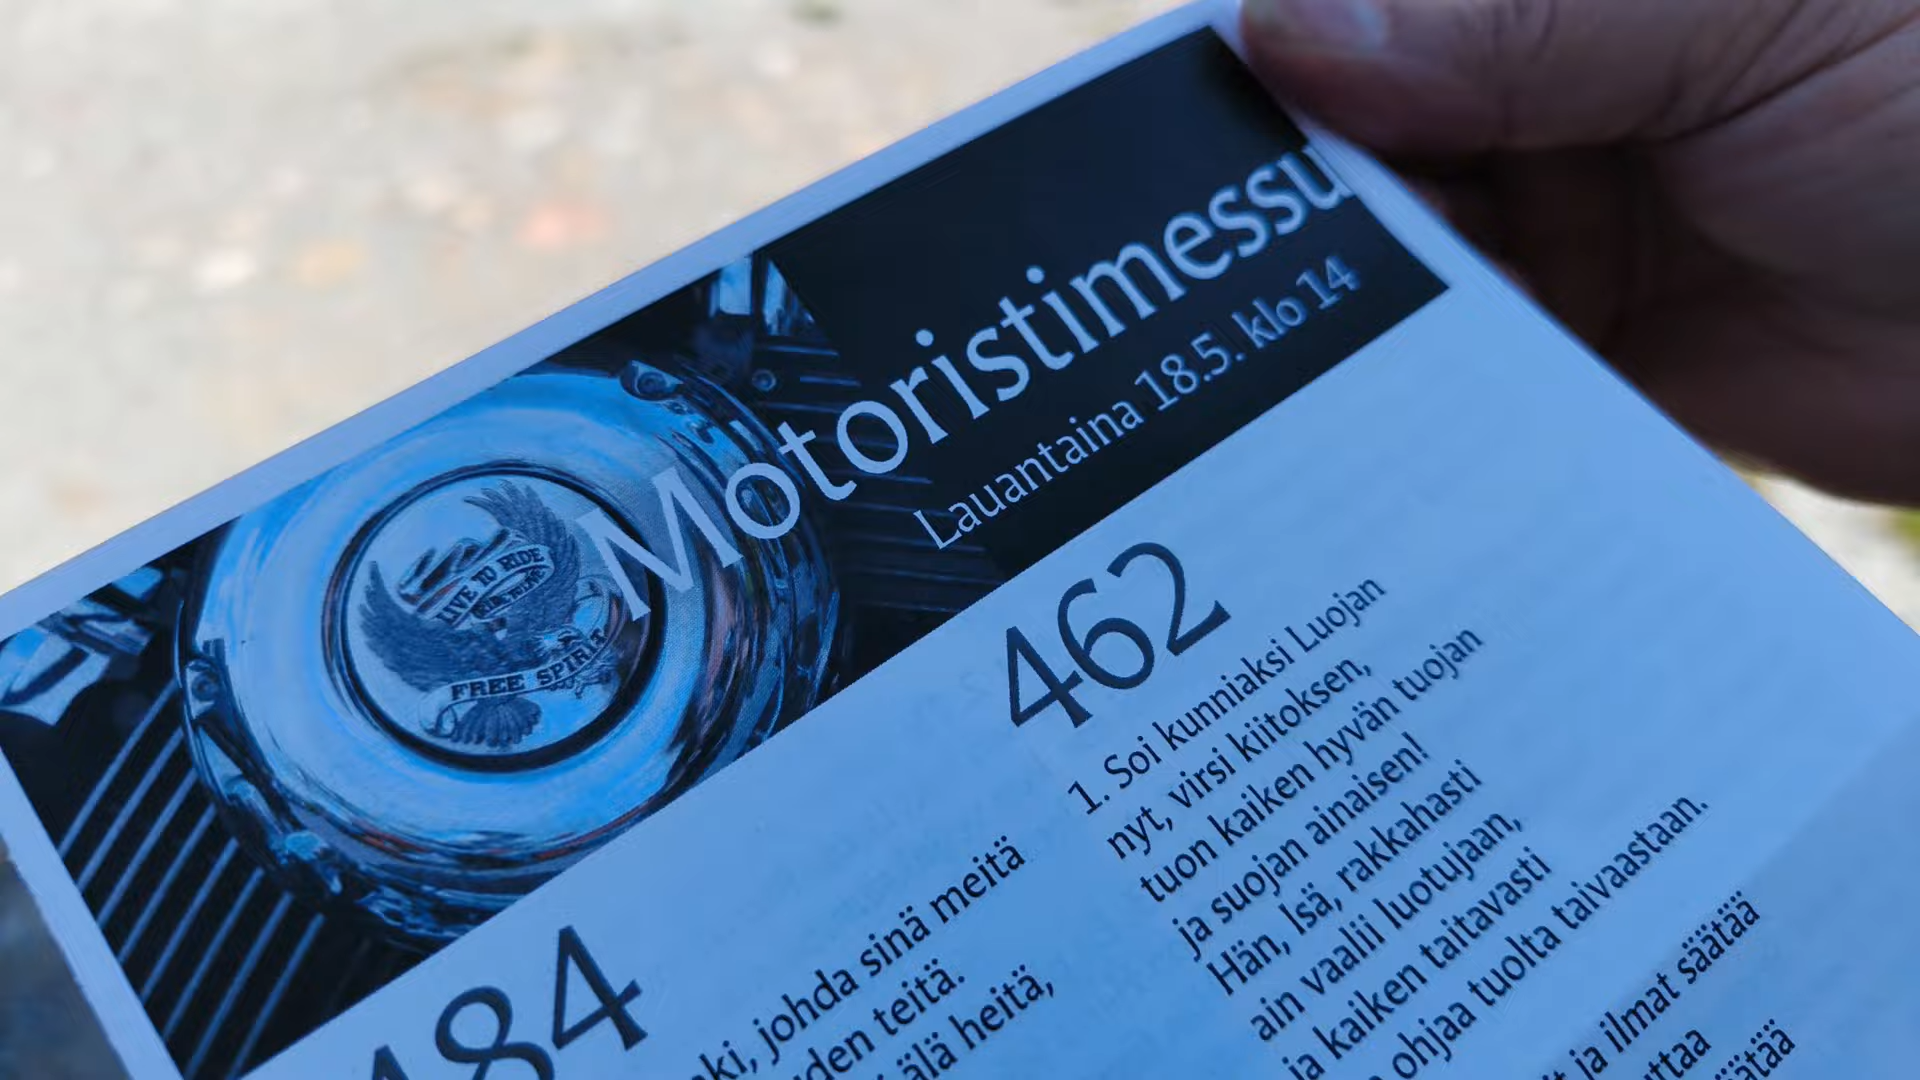 Motoristimessu
Lauantaina 18.5. klo 14
LIVE TO RIDE
FREE SPIRIT
484
johda sinä meitä
teitä.
älä heitä,
462
1. Soi kunniaksi Luojan
nyt, virsi kiitoksen,
tuon kaiken hyvän tuojan
ja suojan ainaisen!
Hän, Isä, rakkahasti
ain vaalii luotujaan,
ja kaiken taitavasti
ohjaa tuolta taivaastaan.
ja ilmat säätää